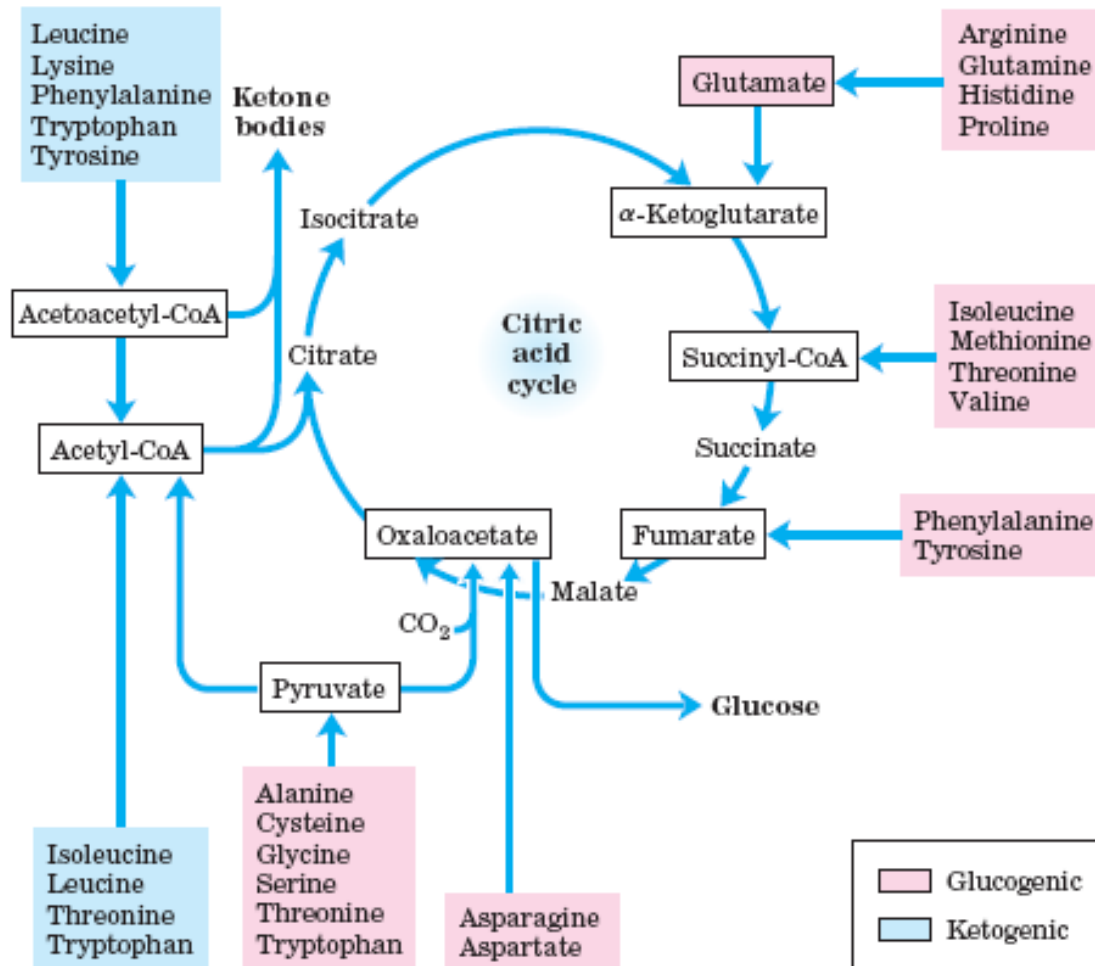 Leucine
Lysine
Phenylalanine
Tryptophan
Tyrosine
Ketone
bodies
Glutamate
Arginine
Glutamine
Histidine
Proline
Isocitrate
α-Ketoglutarate
Acetoacetyl-CoA
Citrate
Citric
acid
cycle
Succinyl-CoA
Isoleucine
Methionine
Threonine
Valine
Acetyl-CoA
Succinate
Oxaloacetate
Fumarate
Phenylalanine
Tyrosine
Malate
CO₂
Pyruvate
Glucose
Isoleucine
Leucine
Threonine
Tryptophan
Alanine
Cysteine
Glycine
Serine
Threonine
Tryptophan
Asparagine
Aspartate
Glucogenic
Ketogenic